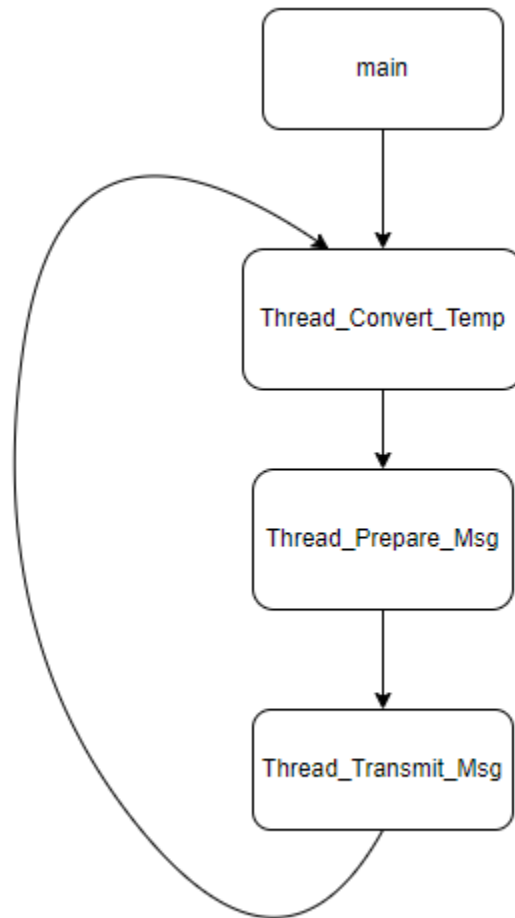 main
Thread_Convert_Temp
Thread_Prepare_Msg
Thread_Transmit_Msg